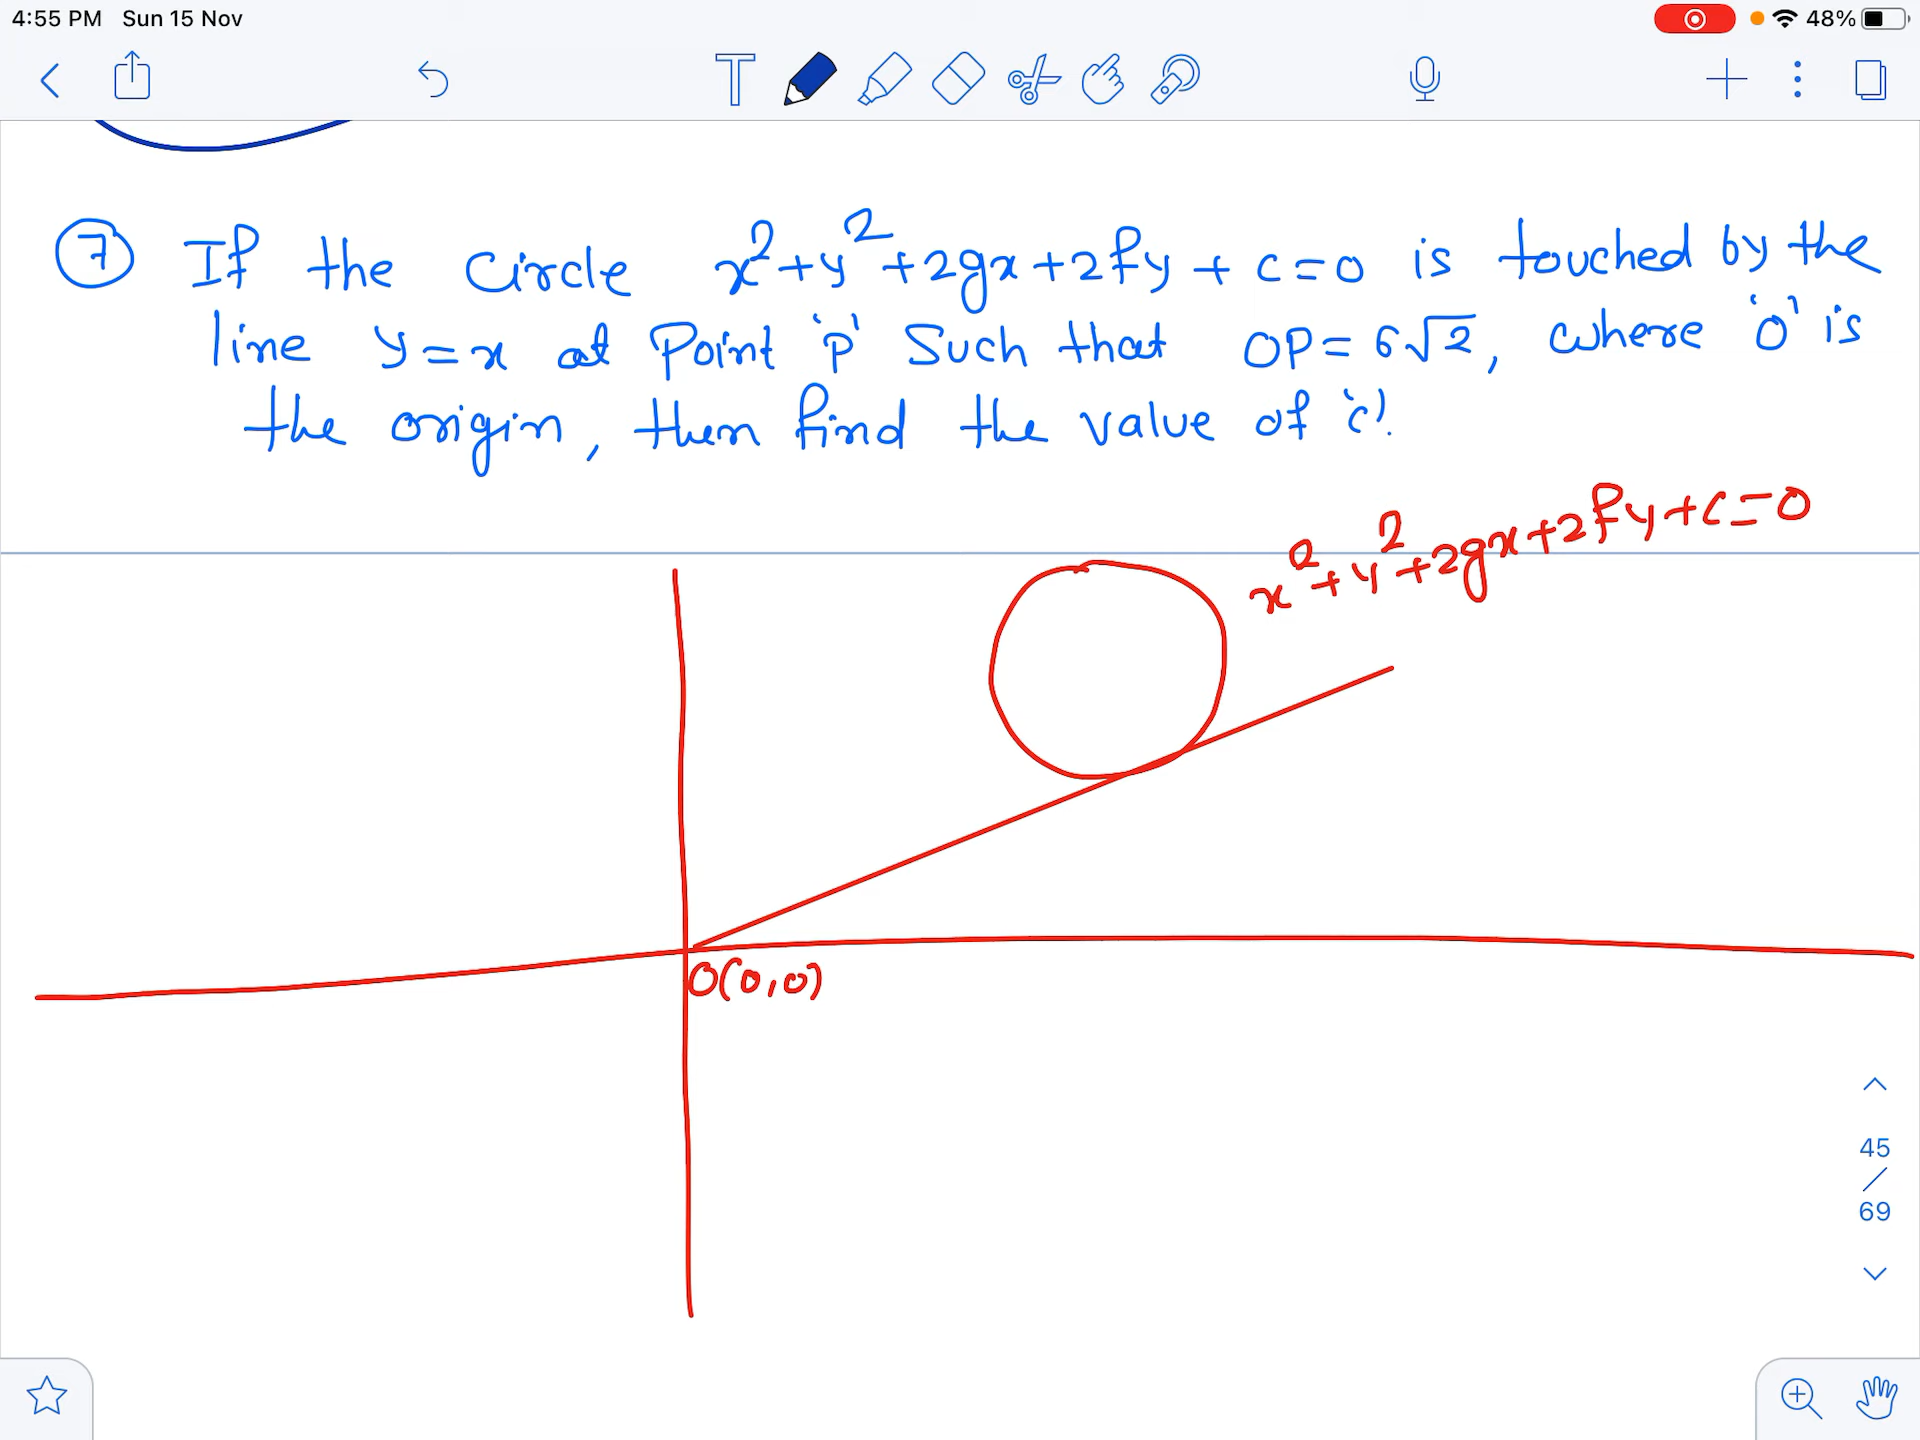 4:55 PM Sun 15 Nov
48%
T
7 If the circle x²+y²+2gx+2fy+c=0 is touched by the
line y=x at Point 'p' Such that OP=6√2, where 'o' is
the origin, then find the value of 'c'.
x²+y²+2gx+2fy+c=0
O(0,0)
45
/
69